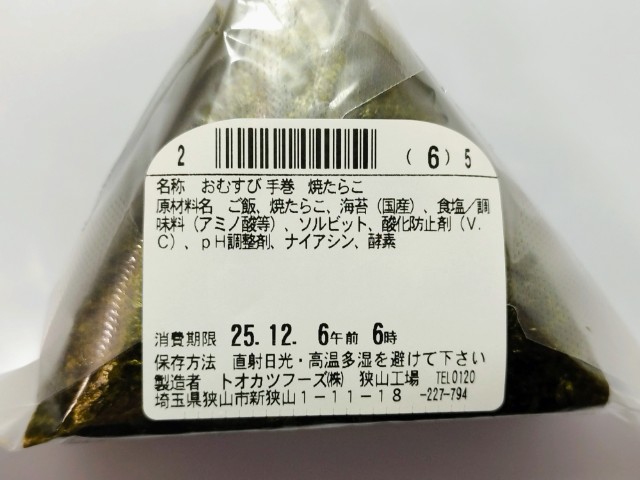 2 (6)5
名称　おむすび 手巻　焼たらこ
原材料名　ご飯、焼たらこ、海苔（国産）、食塩／調
味料（アミノ酸等）、ソルビット、酸化防止剤（V.
C）、pH調整剤、ナイアシン、酵素
消費期限 25.12. 6午前 6時
保存方法　直射日光・高温多湿を避けて下さい
製造者　トオカツフーズ㈱　狭山工場　TEL0120
埼玉県狭山市新狭山1－11－18　-227-794